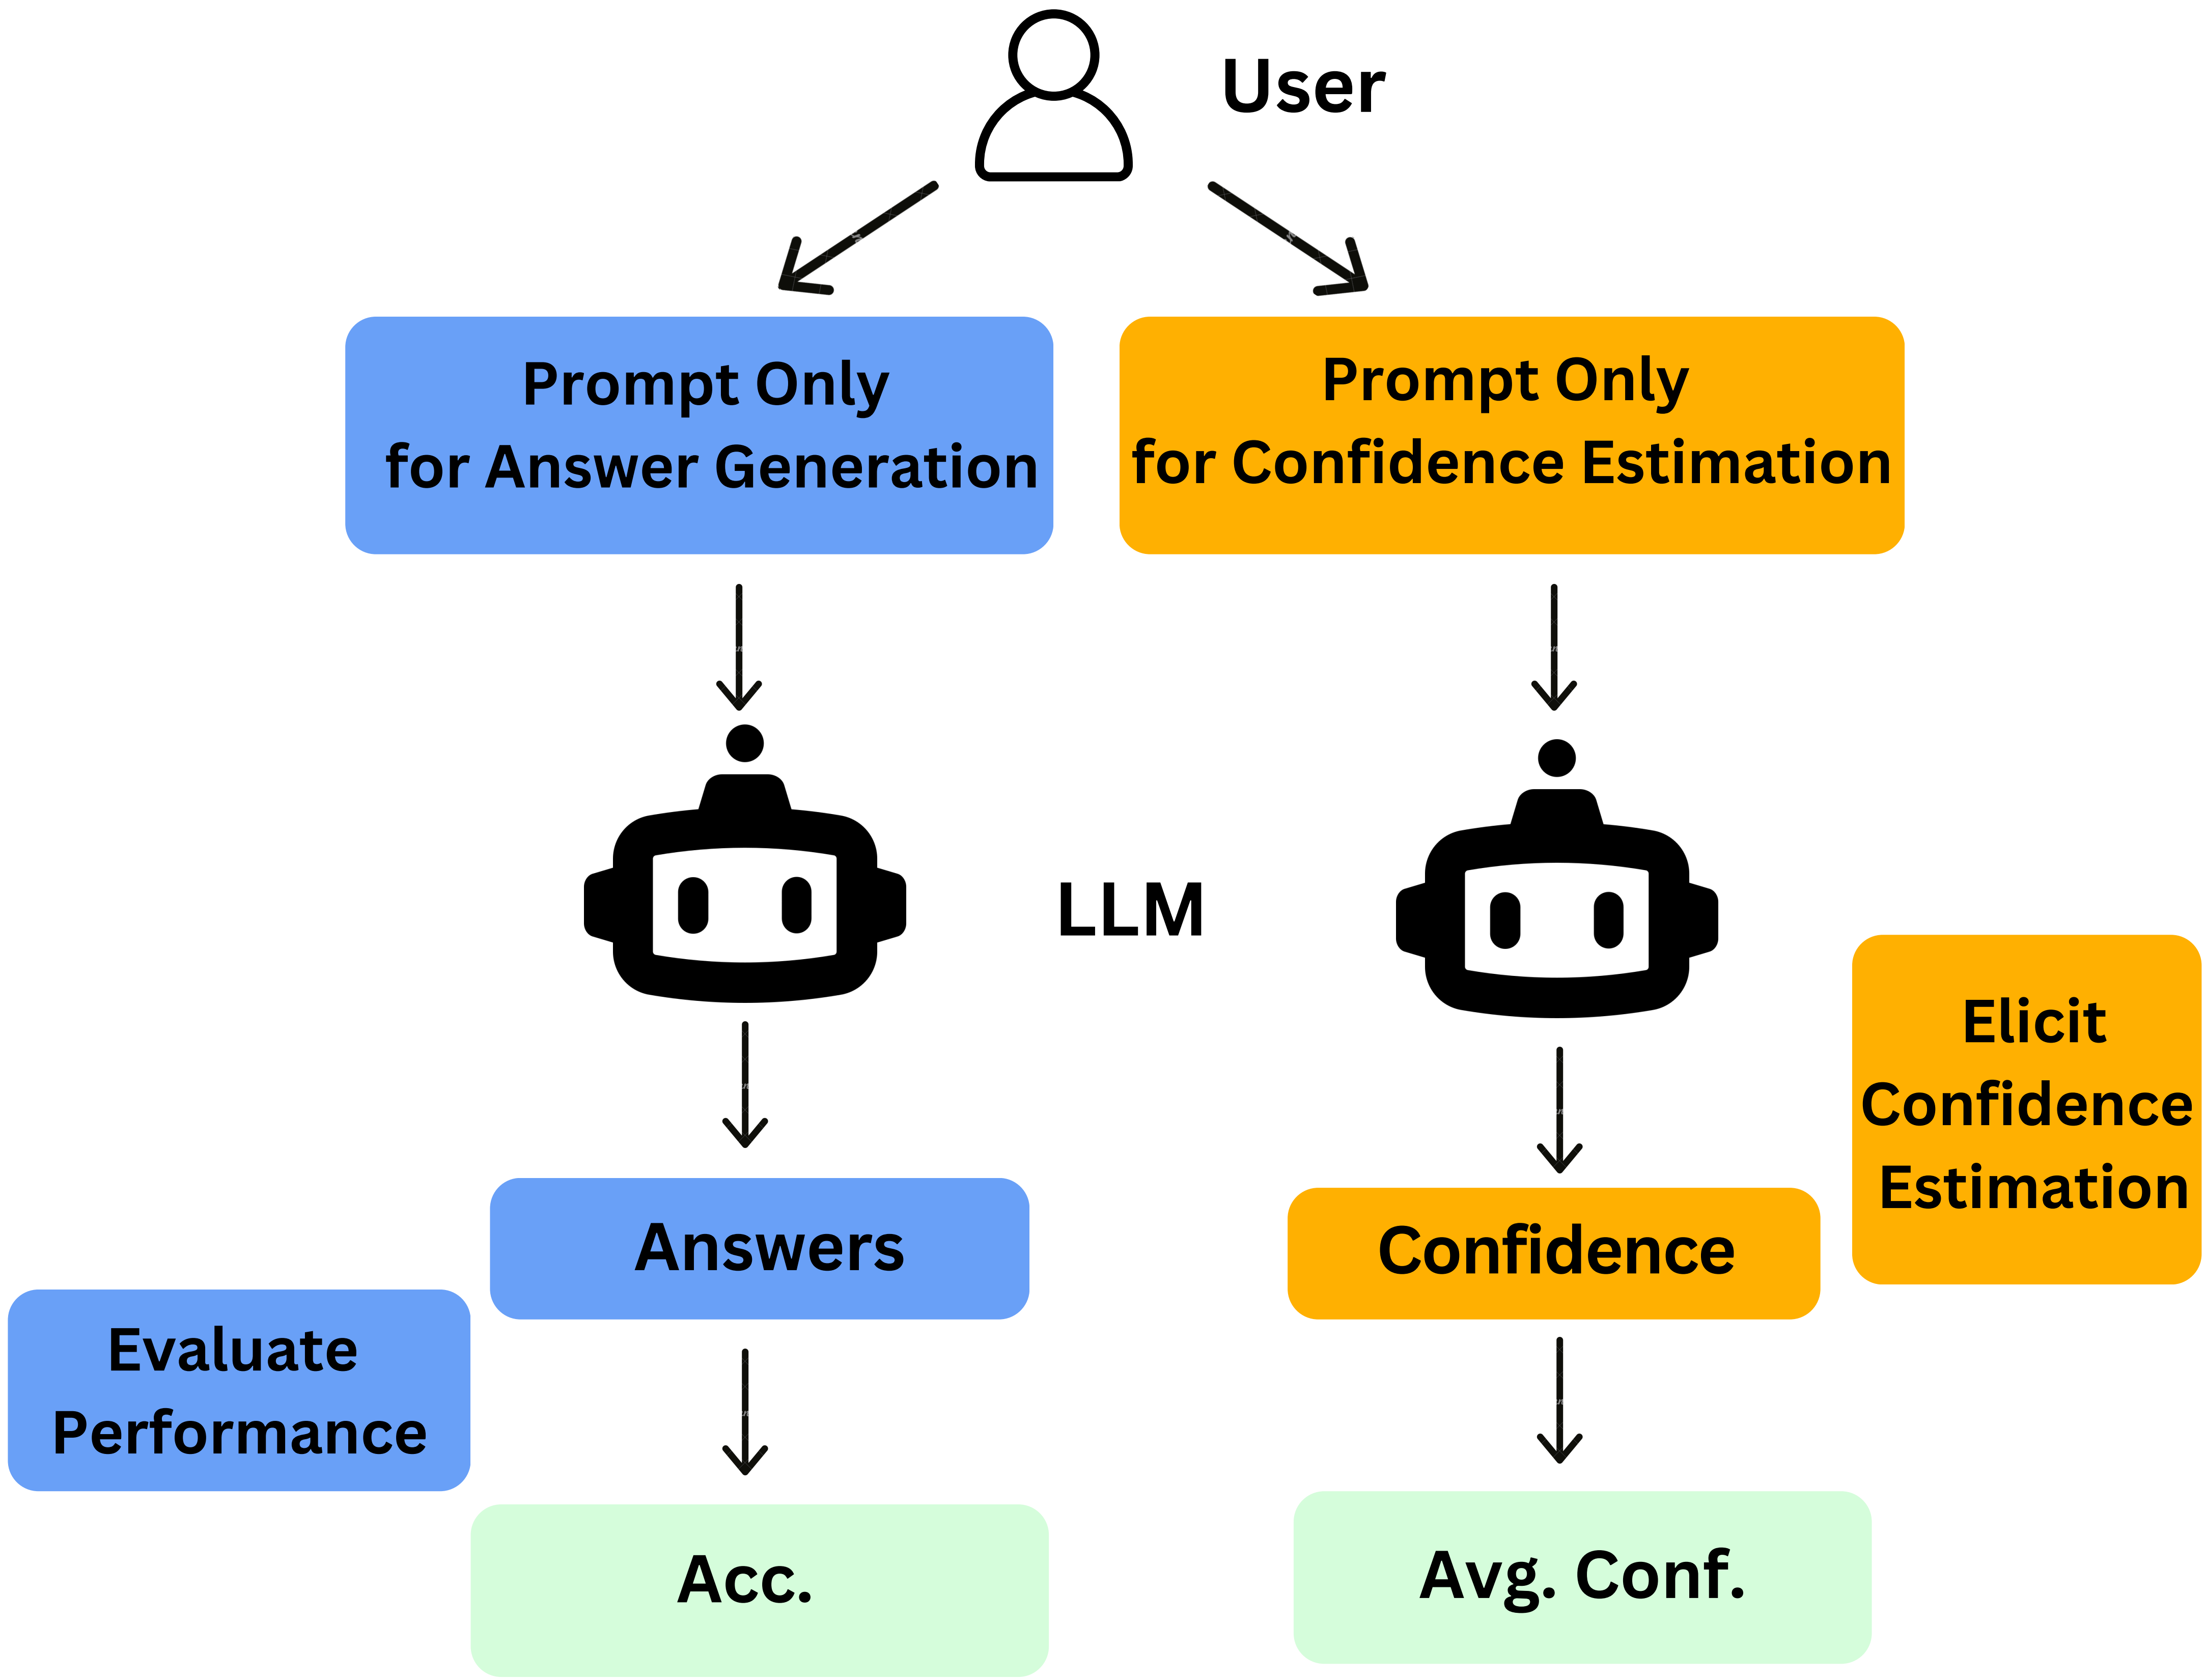 User
Prompt Only
for Answer Generation
Prompt Only
for Confidence Estimation
LLM
Elicit
Confidence
Estimation
Answers
Confidence
Evaluate
Performance
Acc.
Avg. Conf.